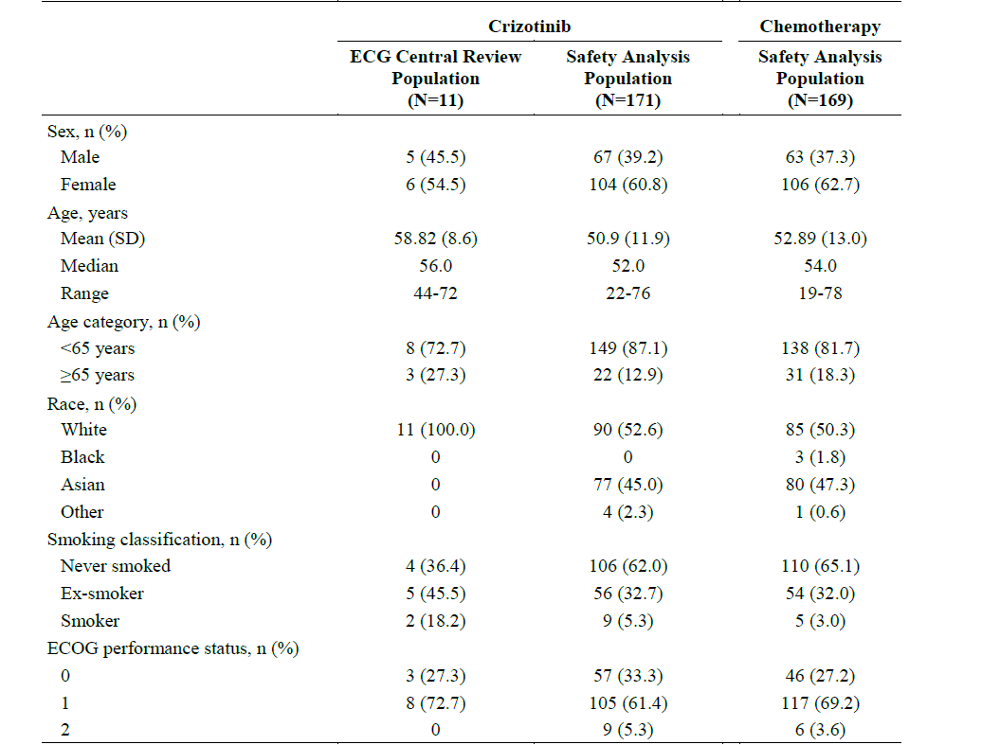 Crizotinib Chemotherapy
ECG Central Review Safety Analysis Safety Analysis
Population Population Population
(N=11) (N=171) (N=169)
Sex, n (%)
Male 5 (45.5) 67 (39.2) 63 (37.3)
Female 6 (54.5) 104 (60.8) 106 (62.7)
Age, years
Mean (SD) 58.82 (8.6) 50.9 (11.9) 52.89 (13.0)
Median 56.0 52.0 54.0
Range 44-72 22-76 19-78
Age category, n (%)
<65 years 8 (72.7) 149 (87.1) 138 (81.7)
≥65 years 3 (27.3) 22 (12.9) 31 (18.3)
Race, n (%)
White 11 (100.0) 90 (52.6) 85 (50.3)
Black 0 0 3 (1.8)
Asian 0 77 (45.0) 80 (47.3)
Other 0 4 (2.3) 1 (0.6)
Smoking classification, n (%)
Never smoked 4 (36.4) 106 (62.0) 110 (65.1)
Ex-smoker 5 (45.5) 56 (32.7) 54 (32.0)
Smoker 2 (18.2) 9 (5.3) 5 (3.0)
ECOG performance status, n (%)
0 3 (27.3) 57 (33.3) 46 (27.2)
1 8 (72.7) 105 (61.4) 117 (69.2)
2 0 9 (5.3) 6 (3.6)